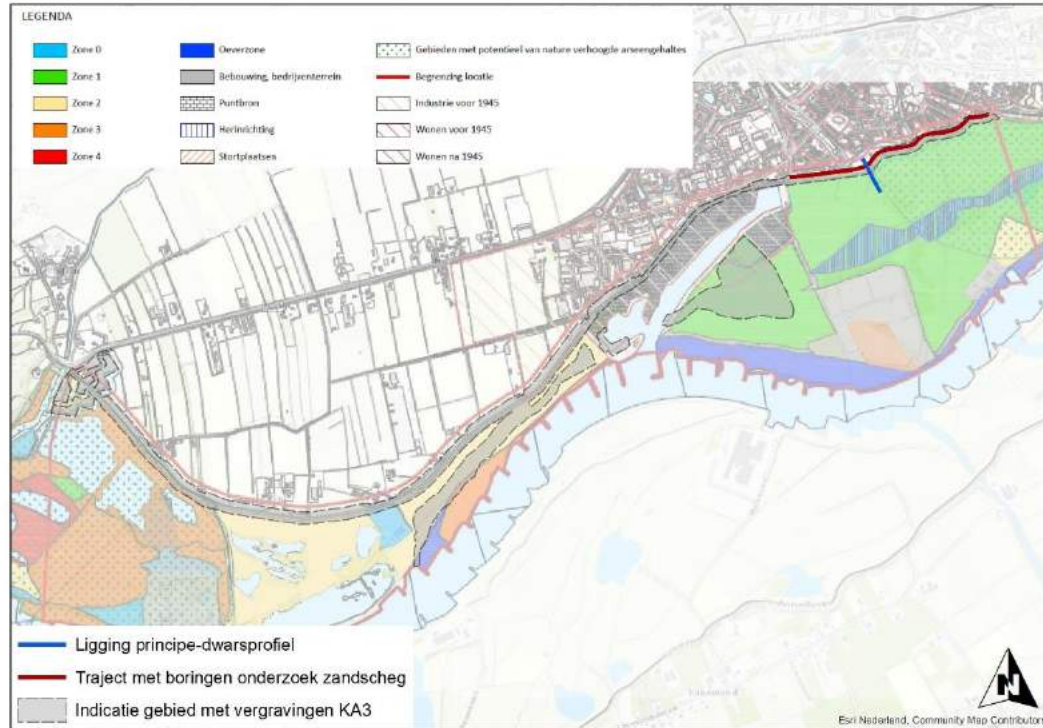 LEGENDA
Zone 0
Zone 1
Zone 2
Zone 3
Zone 4
Oeverzone
Bebouwing, bedrijventerrein
Puntbron
Herinrichting
Stortplaatsen
Gebieden met potentieel van nature verhoogde arseengehaltes
Begrenzing locatie
Industrie voor 1945
Wonen voor 1945
Wonen na 1945
Ligging principe-dwarsprofiel
Traject met boringen onderzoek zandscheg
Indicatie gebied met vergravingen KA3
N
Esri Nederland, Community Map Contributors